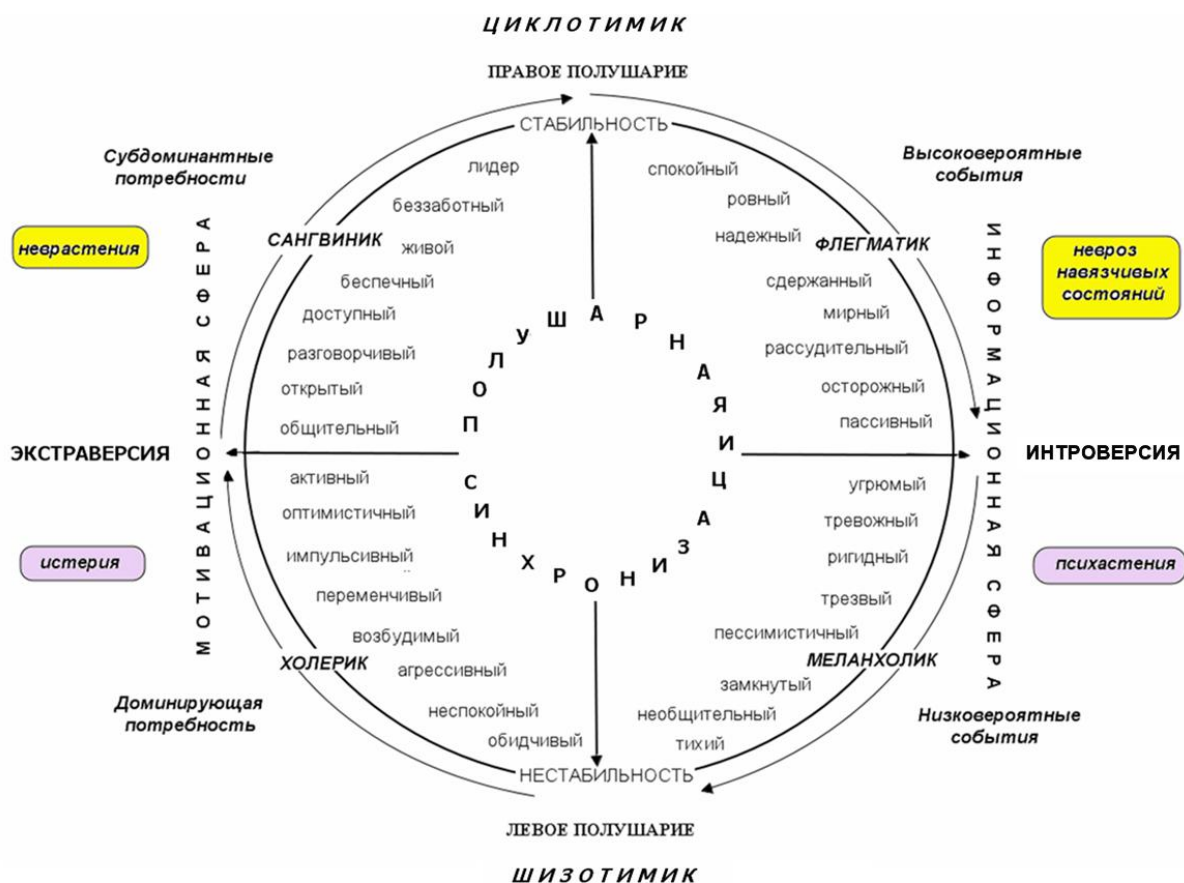 ЦИКЛОТИМИК
ПРАВОЕ ПОЛУШАРИЕ
СТАБИЛЬНОСТЬ
Субдоминантные
потребности
неврастения
МОТИВАЦИОННАЯ СФЕРА
ЭКСТРАВЕРСИЯ
истерия
Доминирующая
потребность
САНГВИНИК
лидер
беззаботный
живой
беспечный
доступный
разговорчивый
открытый
общительный
активный
оптимистичный
импульсивный
переменчивый
возбудимый
агрессивный
неспокойный
обидчивый
ХОЛЕРИК
ПОЛУШАРНАЯ
СИНХРОНИЗАЦИЯ
спокойный
ровный
надежный
ФЛЕГМАТИК
сдержанный
мирный
рассудительный
осторожный
пассивный
угрюмый
тревожный
ригидный
трезвый
пессимистичный
МЕЛАНХОЛИК
замкнутый
необщительный
тихий
Высоковероятные
события
невроз
навязчивых
состояний
ИНФОРМАЦИОННАЯ СФЕРА
ИНТРОВЕРСИЯ
психастения
Низковероятные
события
НЕСТАБИЛЬНОСТЬ
ЛЕВОЕ ПОЛУШАРИЕ
ШИЗОТИМИК